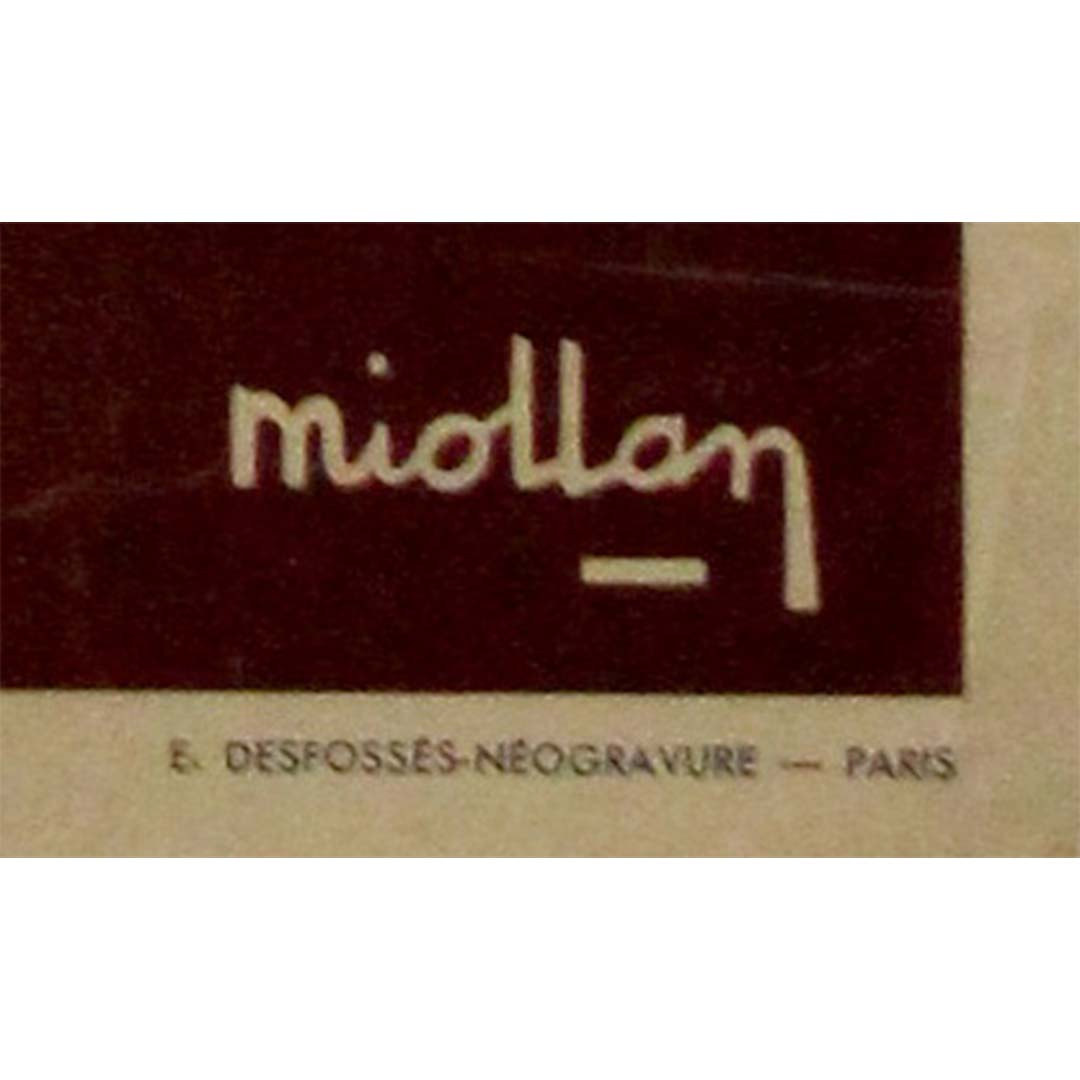 miollan
E. DESFOSSÉS-NÉOGRAVURE — PARIS